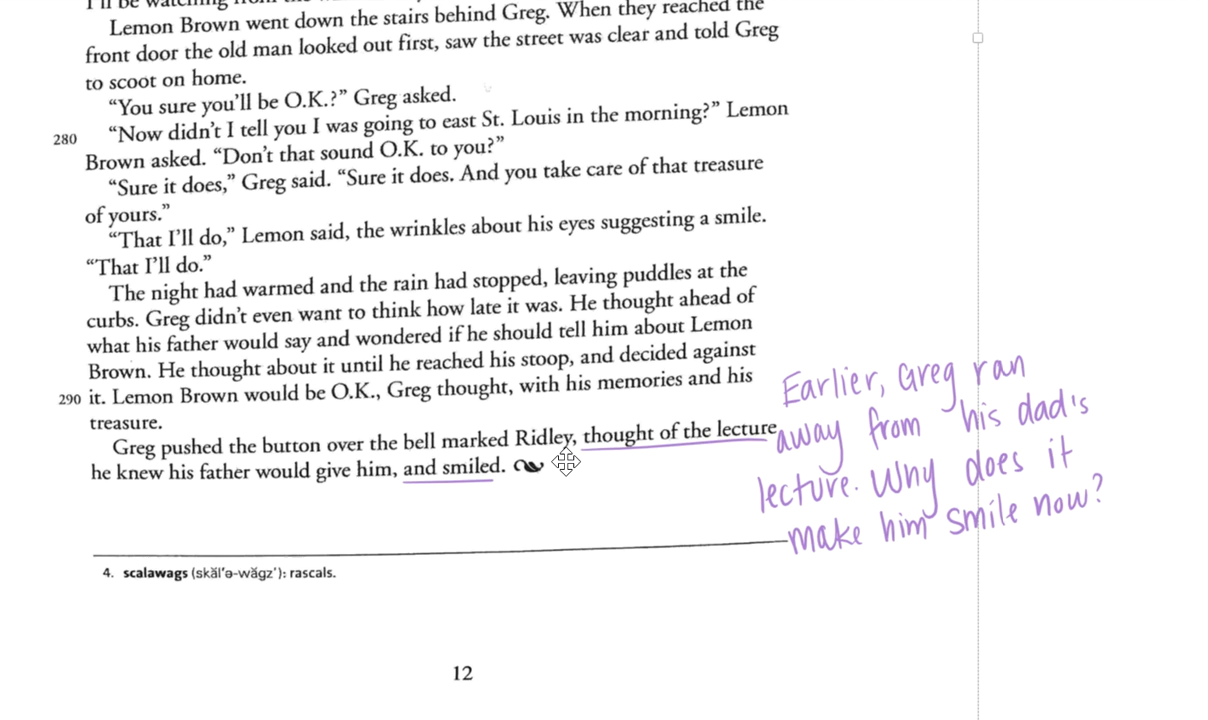 Lemon Brown went down the stairs behind Greg. When they reached the
front door the old man looked out first, saw the street was clear and told Greg
to scoot on home.
“You sure you’ll be O.K.?” Greg asked.
280 “Now didn’t I tell you I was going to east St. Louis in the morning?” Lemon
Brown asked. “Don’t that sound O.K. to you?”
“Sure it does,” Greg said. “Sure it does. And you take care of that treasure
of yours.”
“That I’ll do,” Lemon said, the wrinkles about his eyes suggesting a smile.
“That I’ll do.”
The night had warmed and the rain had stopped, leaving puddles at the
curbs. Greg didn’t even want to think how late it was. He thought ahead of
what his father would say and wondered if he should tell him about Lemon
Brown. He thought about it until he reached his stoop, and decided against
290 it. Lemon Brown would be O.K., Greg thought, with his memories and his
treasure.
Greg pushed the button over the bell marked Ridley, thought of the lecture
he knew his father would give him, and smiled.
Earlier, Greg ran
away from his dad's
lecture. Why does it
make him smile now?
4. scalawags (skăl′ə-wăgz′): rascals.
12